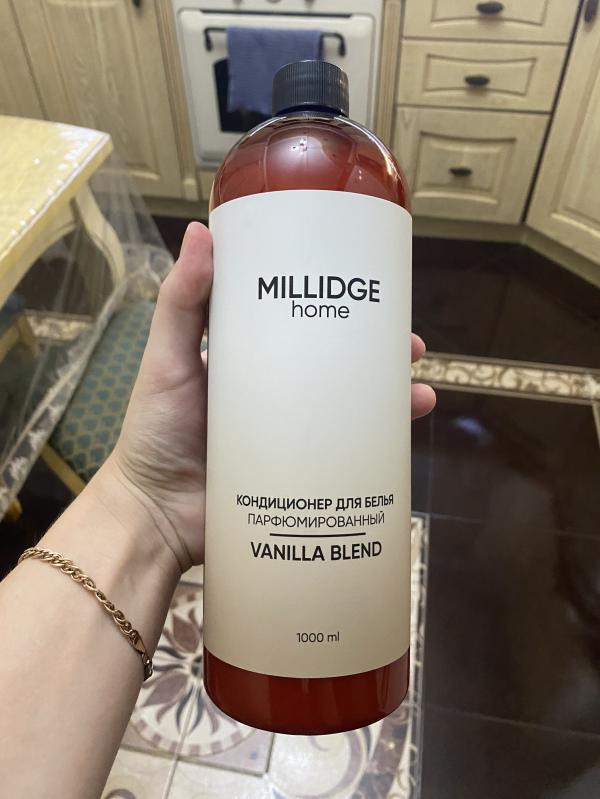 MILLIDGE
home
КОНДИЦИОНЕР ДЛЯ БЕЛЬЯ
ПАРФЮМИРОВАННЫЙ
VANILLA BLEND
1000 ml